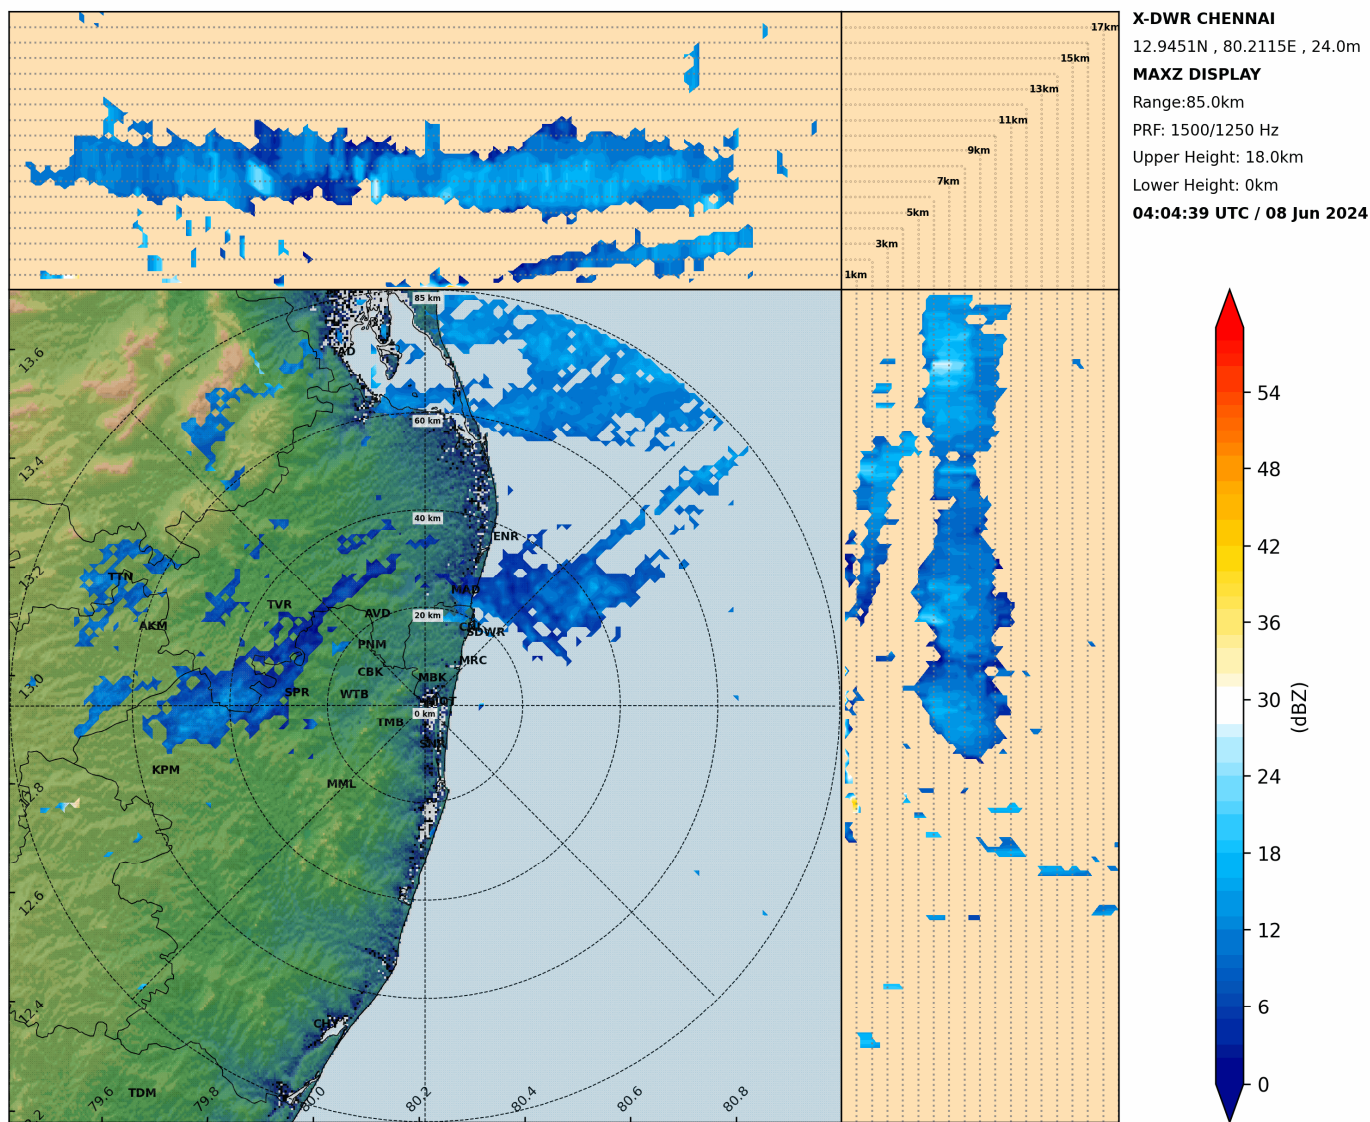 X-DWR CHENNAI
12.9451N , 80.2115E , 24.0m
MAXZ DISPLAY
Range:85.0km
PRF: 1500/1250 Hz
Upper Height: 18.0km
Lower Height: 0km
04:04:39 UTC / 08 Jun 2024
17km
15km
13km
11km
9km
7km
5km
3km
1km
85 km
60 km
40 km
20 km
0 km
TAD
ENR
TTN
MAD
TVR
AVD
AKM
SDWR
PNM
MRC
CBK
MBK
SPR
WTB
TMB
KPM
MML
TDM
13.6
13.4
13.2
13.0
12.8
12.6
12.4
79.6
79.8
80.0
80.2
80.4
80.6
80.8
54
48
42
36
30
24
18
12
6
0
(dBZ)